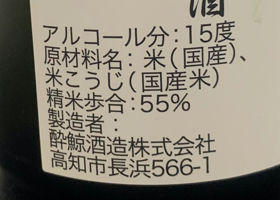 酒
アルコール分：15度
原材料名：米（国産）、
米こうじ（国産米）
精米歩合：55%
製造者：
酔鯨酒造株式会社
高知市長浜566-1